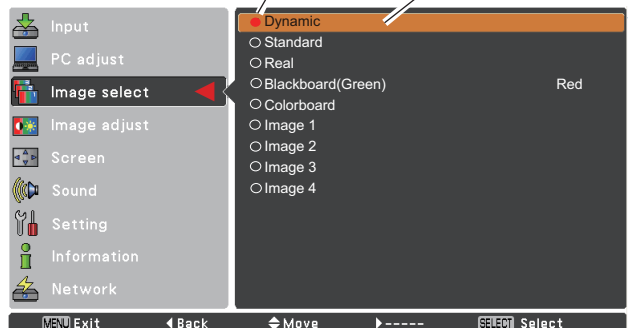 Input
PC adjust
Image select
Image adjust
Screen
Sound
Setting
Information
Network
Dynamic
Standard
Real
Blackboard(Green)
Colorboard Red
Image 1
Image 2
Image 3
Image 4
MENU Exit Back Move ----- SELECT Select